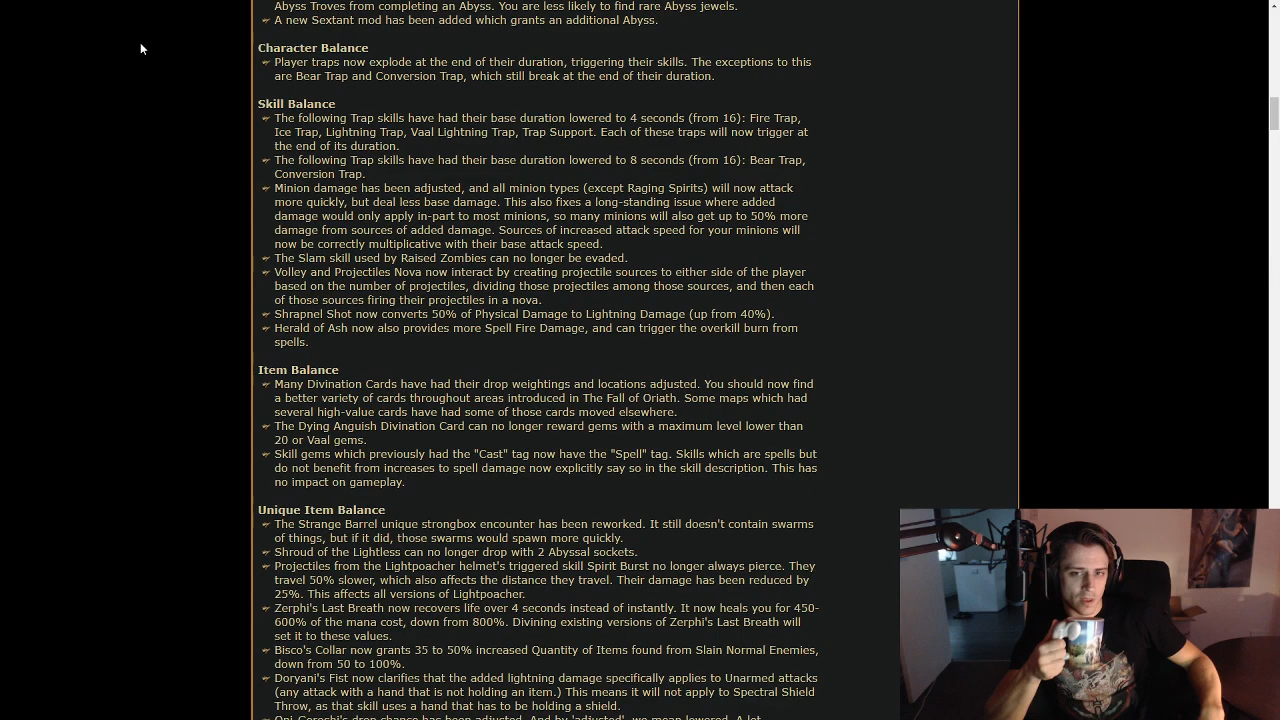 Abyss Troves from completing an Abyss. You are less likely to find rare Abyss jewels.
A new Sextant mod has been added which grants an additional Abyss.
Character Balance
Player traps now explode at the end of their duration, triggering their skills. The exceptions to this
are Bear Trap and Conversion Trap, which still break at the end of their duration.
Skill Balance
The following Trap skills have had their base duration lowered to 4 seconds (from 16): Fire Trap,
Ice Trap, Lightning Trap, Vaal Lightning Trap, Trap Support. Each of these traps will now trigger at
the end of its duration.
The following Trap skills have had their base duration lowered to 8 seconds (from 16): Bear Trap,
Conversion Trap.
Minion damage has been adjusted, and all minion types (except Raging Spirits) will now attack
more quickly, but deal less base damage. This also fixes a long-standing issue where added
damage would only apply in-part to most minions, so many minions will also get up to 50% more
damage from sources of added damage. Sources of increased attack speed for your minions will
now be correctly multiplicative with their base attack speed.
The Slam skill used by Raised Zombies can no longer be evaded.
Volley and Projectiles Nova now interact by creating projectile sources to either side of the player
based on the number of projectiles, dividing those projectiles among those sources, and then each
of those sources firing their projectiles in a nova.
Shrapnel Shot now converts 50% of Physical Damage to Lightning Damage (up from 40%).
Herald of Ash now also provides more Spell Fire Damage, and can trigger the overkill burn from
spells.
Item Balance
Many Divination Cards have had their drop weightings and locations adjusted. You should now find
a better variety of cards throughout areas introduced in The Fall of Oriath. Some maps which had
several high-value cards have had some of those cards moved elsewhere.
The Dying Anguish Divination Card can no longer reward gems with a maximum level lower than
20 or Vaal gems.
Skill gems which previously had the "Cast" tag now have the "Spell" tag. Skills which are spells but
do not benefit from increases to spell damage now explicitly say so in the skill description. This has
no impact on gameplay.
Unique Item Balance
The Strange Barrel unique strongbox encounter has been reworked. It still doesn't contain swarms
of things, but if it did, those swarms would spawn more quickly.
Shroud of the Lightless can no longer drop with 2 Abyssal sockets.
Projectiles from the Lightpoacher helmet's triggered skill Spirit Burst no longer always pierce. They
travel 50% slower, which also affects the distance they travel. Their damage has been reduced by
25%. This affects all versions of Lightpoacher.
Zerphi's Last Breath now recovers life over 4 seconds instead of instantly. It now heals you for 450-
600% of the mana cost, down from 800%. Divining existing versions of Zerphi's Last Breath will
set it to these values.
Bisco's Collar now grants 35 to 50% increased Quantity of Items found from Slain Normal Enemies,
down from 50 to 100%.
Doryani's Fist now clarifies that the added lightning damage specifically applies to Unarmed attacks
(any attack with a hand that is not holding an item.) This means it will not apply to Spectral Shield
Throw, as that skill uses a hand that has to be holding a shield.
Oni-Goroshi's drop chance has been adjusted. And by 'adjusted', we mean lowered. A lot.